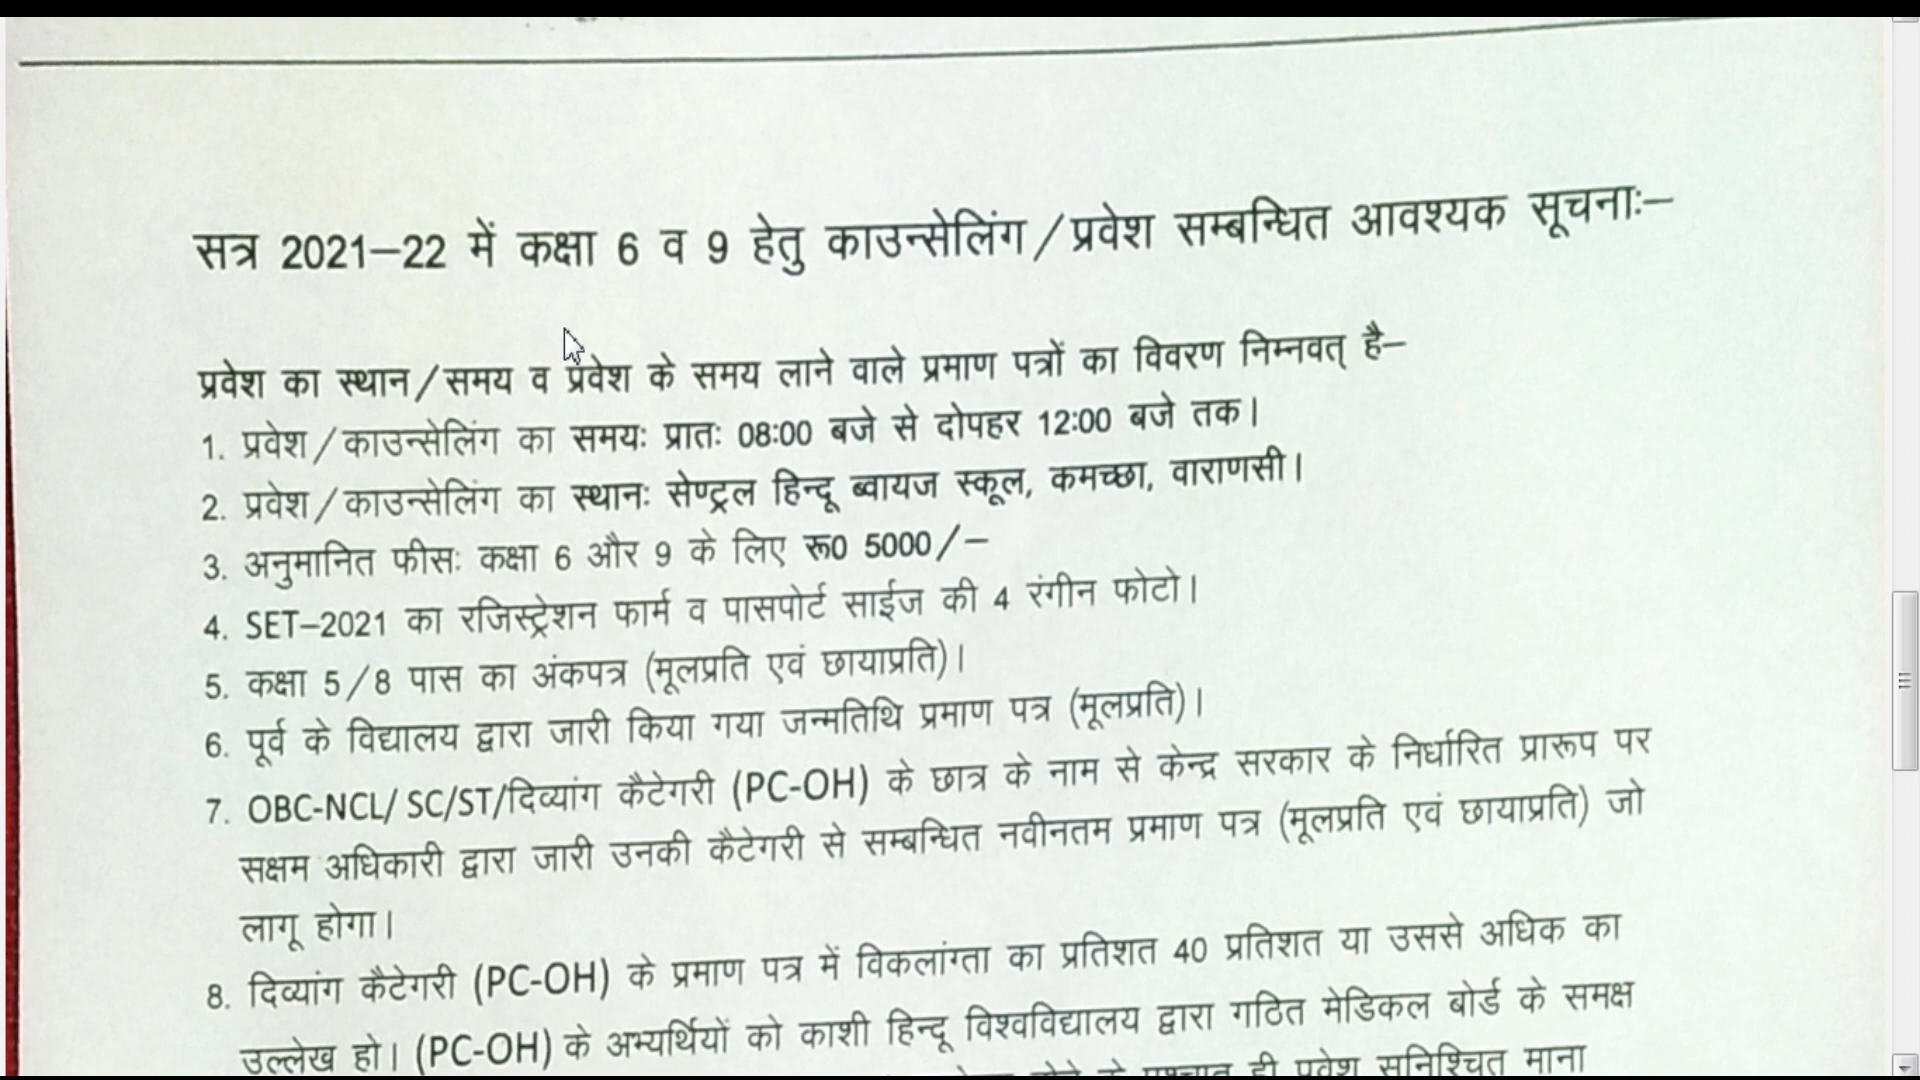 सत्र 2021–22 में कक्षा 6 व 9 हेतु काउन्सेलिंग/प्रवेश सम्बन्धित आवश्यक सूचनाः–
प्रवेश का स्थान/समय व प्रवेश के समय लाने वाले प्रमाण पत्रों का विवरण निम्नवत् है–
1. प्रवेश/काउन्सेलिंग का समयः प्रातः 08:00 बजे से दोपहर 12:00 बजे तक।
2. प्रवेश/काउन्सेलिंग का स्थानः सेण्ट्रल हिन्दू ब्वायज स्कूल, कमच्छा, वाराणसी।
3. अनुमानित फीसः कक्षा 6 और 9 के लिए रू0 5000/–
4. SET–2021 का रजिस्ट्रेशन फार्म व पासपोर्ट साईज की 4 रंगीन फोटो।
5. कक्षा 5/8 पास का अंकपत्र (मूलप्रति एवं छायाप्रति)।
6. पूर्व के विद्यालय द्वारा जारी किया गया जन्मतिथि प्रमाण पत्र (मूलप्रति)।
7. OBC-NCL/ SC/ST/दिव्यांग कैटेगरी (PC-OH) के छात्र के नाम से केन्द्र सरकार के निर्धारित प्रारूप पर
सक्षम अधिकारी द्वारा जारी उनकी कैटेगरी से सम्बन्धित नवीनतम प्रमाण पत्र (मूलप्रति एवं छायाप्रति) जो
लागू होगा।
8. दिव्यांग कैटेगरी (PC-OH) के प्रमाण पत्र में विकलांग्ता का प्रतिशत 40 प्रतिशत या उससे अधिक का
उल्लेख हो। (PC-OH) के अभ्यर्थियों को काशी हिन्दू विश्वविद्यालय द्वारा गठित मेडिकल बोर्ड के समक्ष
के पश्चात ही प्रवेश सुनिश्चित माना